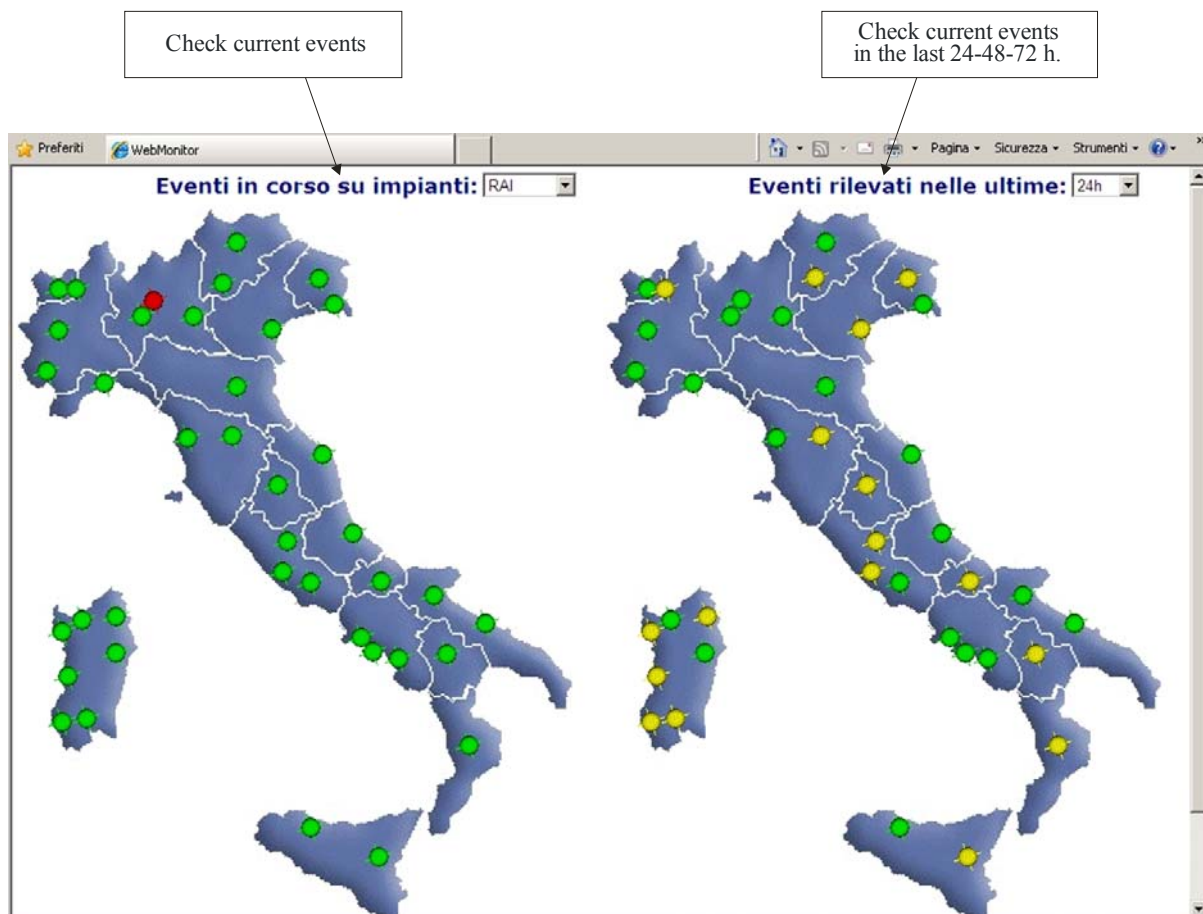 Check current events
Check current events
in the last 24-48-72 h.
Preferiti
WebMonitor
Pagina
Sicurezza
Strumenti
Eventi in corso su impianti: RAI
Eventi rilevati nelle ultime: 24h